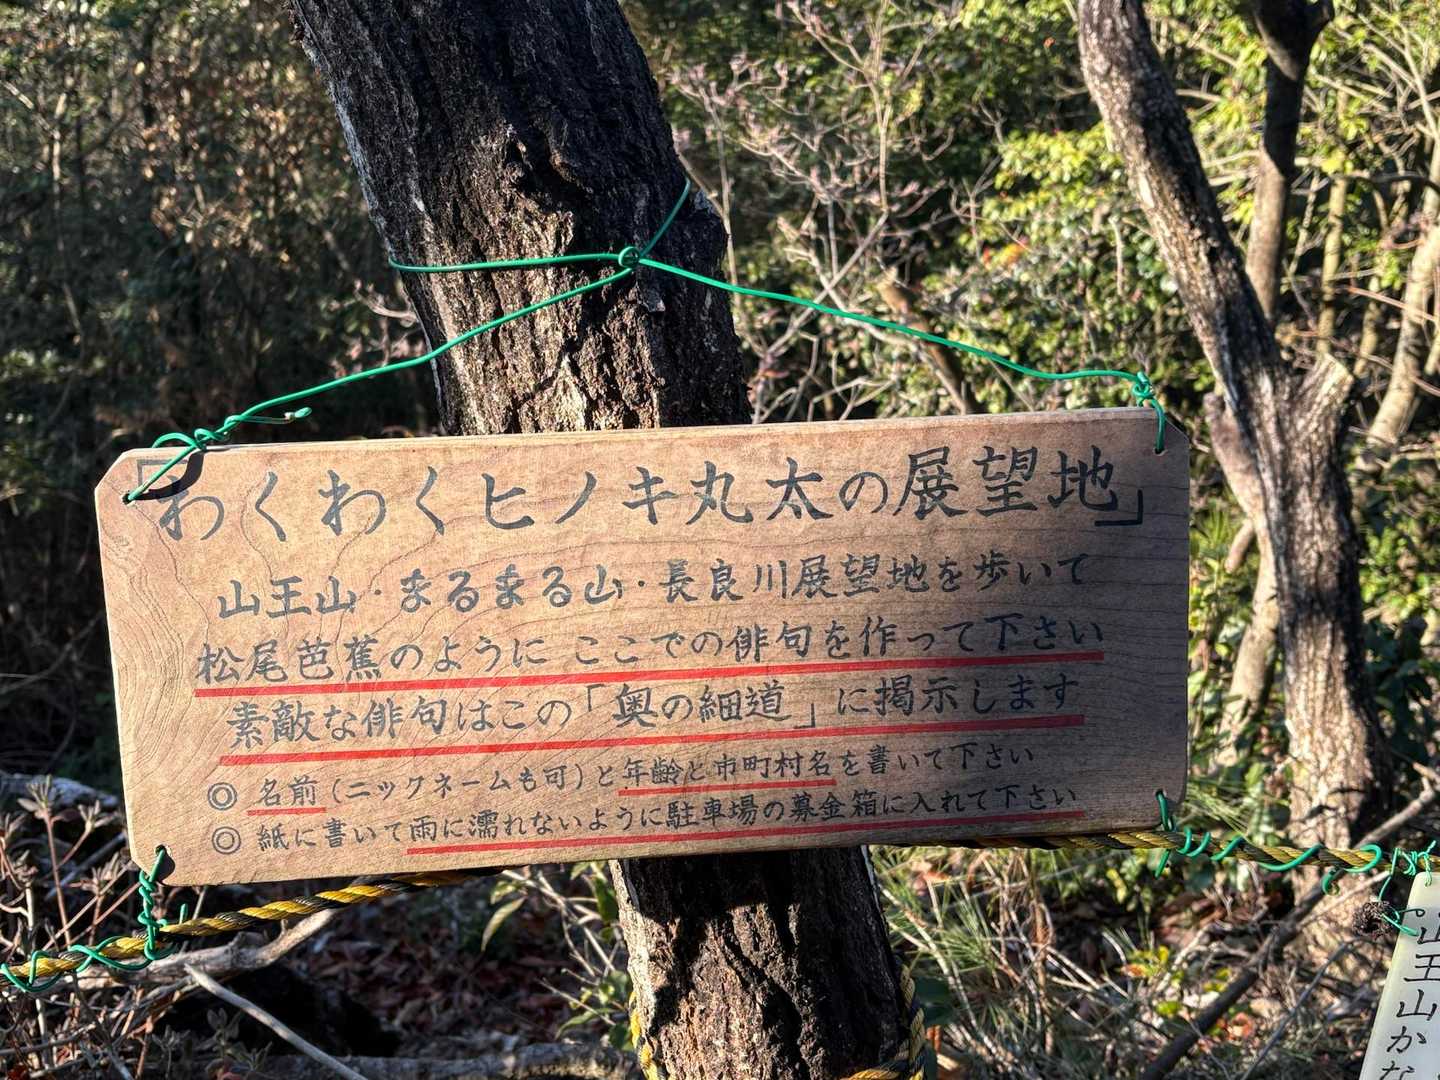 「わくわくヒノキ丸太の展望地」
山王山・まるまる山・長良川展望地を歩いて
松尾芭蕉のように ここでの俳句を作って下さい
素敵な俳句はこの「奥の細道」に掲示します
◎ 名前(ニックネームも可)と年齢と市町村名を書いて下さい
◎ 紙に書いて雨に濡れないように駐車場の募金箱に入れて下さい
山王山か